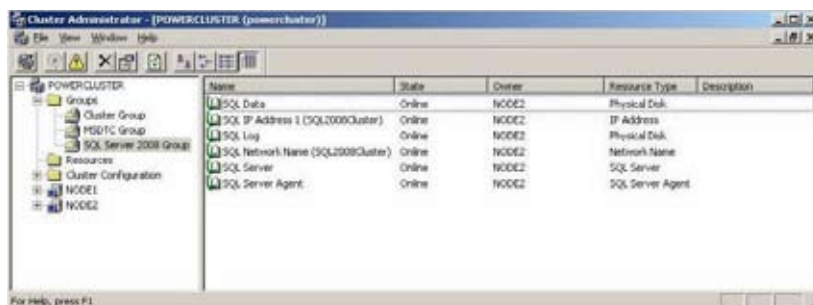 Cluster Administrator - [POWERCLUSTER (powercluster)]
File View Window Help
POWERCLUSTER
Groups
Cluster Group
MSDTC Group
SQL Server 2008 Group
Resources
Cluster Configuration
NODE1
NODE2
Name State Owner Resource Type Description
SQL Data Online NODE2 Physical Disk
SQL IP Address 1 (SQL2008Cluster) Online NODE2 IP Address
SQL Log Online NODE2 Physical Disk
SQL Network Name (SQL2008Cluster) Online NODE2 Network Name
SQL Server Online NODE2 SQL Server
SQL Server Agent Online NODE2 SQL Server Agent
For Help, press F1